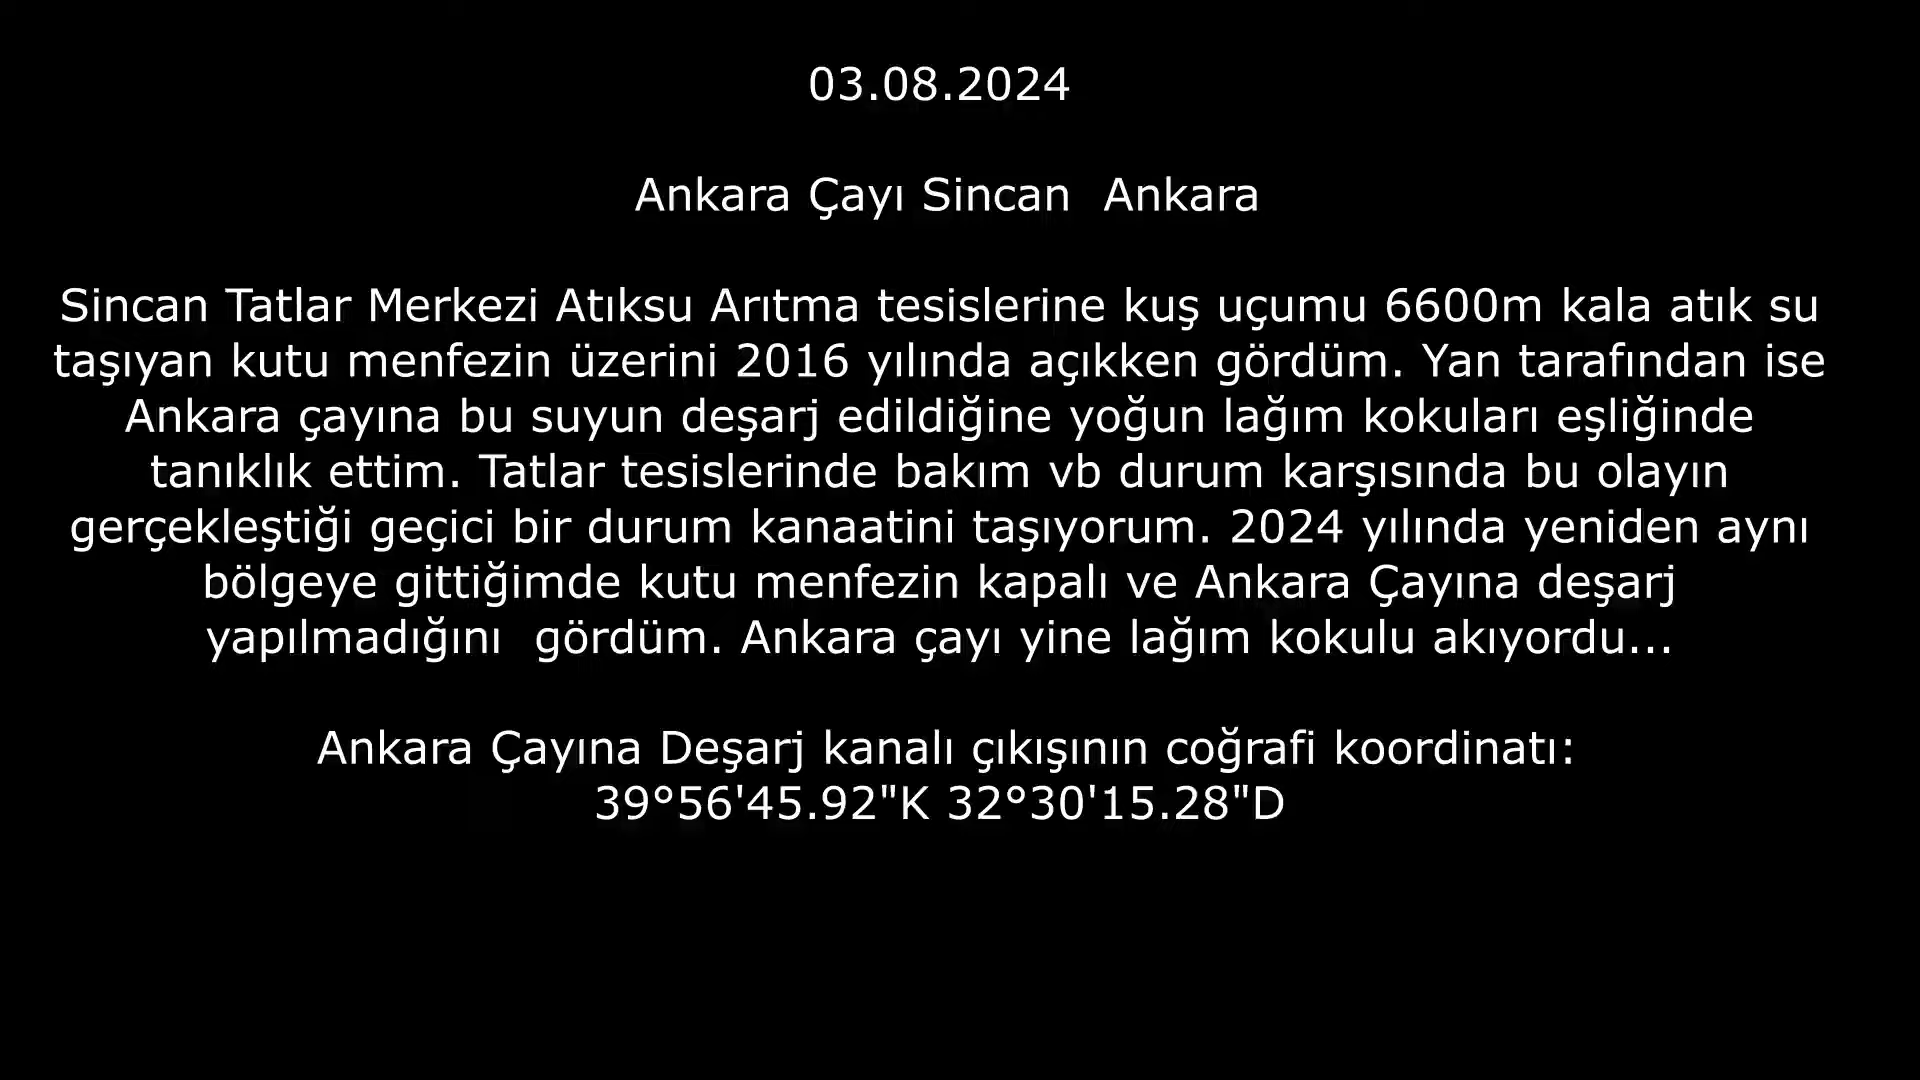 03.08.2024
Ankara Çayı Sincan  Ankara
Sincan Tatlar Merkezi Atıksu Arıtma tesislerine kuş uçumu 6600m kala atık su
taşıyan kutu menfezin üzerini 2016 yılında açıkken gördüm. Yan tarafından ise
Ankara çayına bu suyun deşarj edildiğine yoğun lağım kokuları eşliğinde
tanıklık ettim. Tatlar tesislerinde bakım vb durum karşısında bu olayın
gerçekleştiği geçici bir durum kanaatini taşıyorum. 2024 yılında yeniden aynı
bölgeye gittiğimde kutu menfezin kapalı ve Ankara Çayına deşarj
yapılmadığını  gördüm. Ankara çayı yine lağım kokulu akıyordu...
Ankara Çayına Deşarj kanalı çıkışının coğrafi koordinatı:
39°56'45.92"K 32°30'15.28"D